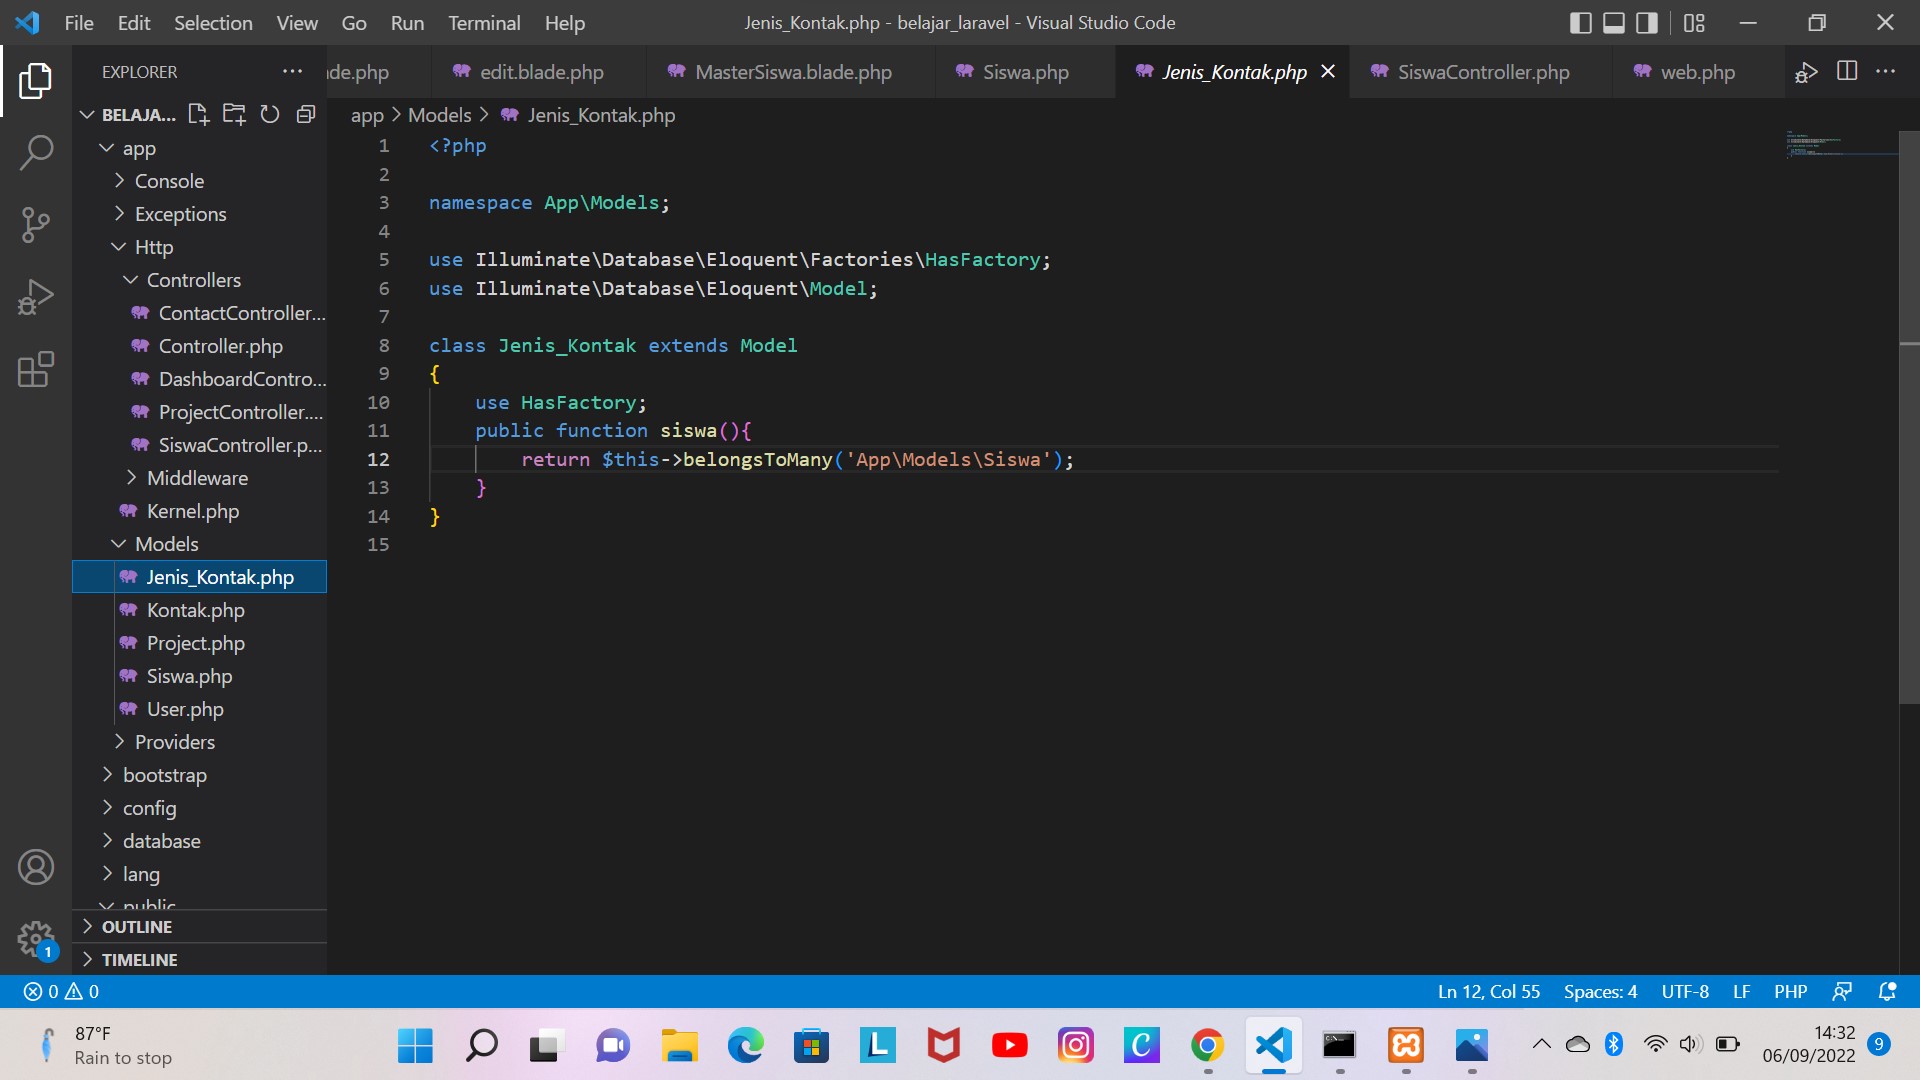 File Edit Selection View Go Run Terminal Help
Jenis_Kontak.php - belajar_laravel - Visual Studio Code
EXPLORER
de.php
edit.blade.php
MasterSiswa.blade.php
Siswa.php
Jenis_Kontak.php
SiswaController.php
web.php
BELAJA...
app
Console
Exceptions
Http
Controllers
ContactController...
Controller.php
DashboardContro...
ProjectController....
SiswaController.p...
Middleware
Kernel.php
Models
Jenis_Kontak.php
Kontak.php
Project.php
Siswa.php
User.php
Providers
bootstrap
config
database
lang
public
OUTLINE
TIMELINE
app > Models > Jenis_Kontak.php
1 <?php
2
3 namespace App\Models;
4
5 use Illuminate\Database\Eloquent\Factories\HasFactory;
6 use Illuminate\Database\Eloquent\Model;
7
8 class Jenis_Kontak extends Model
9 {
10 use HasFactory;
11 public function siswa(){
12 return $this->belongsToMany('App\Models\Siswa');
13 }
14 }
15
1
0 0
Ln 12, Col 55 Spaces: 4 UTF-8 LF PHP
87°F
Rain to stop
14:32
06/09/2022
9